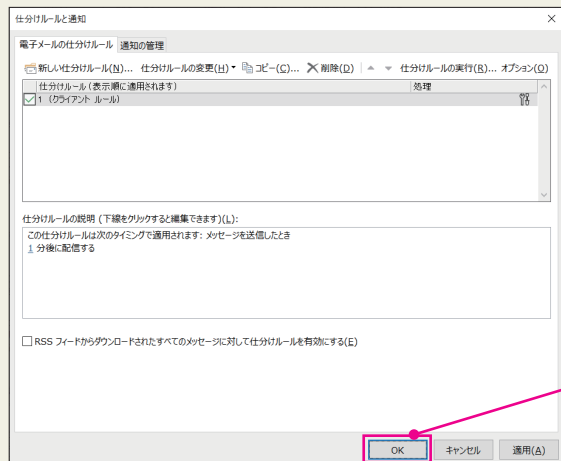 仕分けルールと通知
電子メールの仕分けルール 通知の管理
新しい仕分けルール(N)... 仕分けルールの変更(H) コピー(C)... 削除(D) 仕分けルールの実行(R)... オプション(O)
仕分けルール (表示順に適用されます) 処理
1 (クライアント ルール)
仕分けルールの説明 (下線をクリックすると編集できます)(L):
この仕分けルールは次のタイミングで適用されます: メッセージを送信したとき
1 分後に配信する
RSS フィードからダウンロードされたすべてのメッセージに対して仕分けルールを有効にする(E)
OK キャンセル 適用(A)